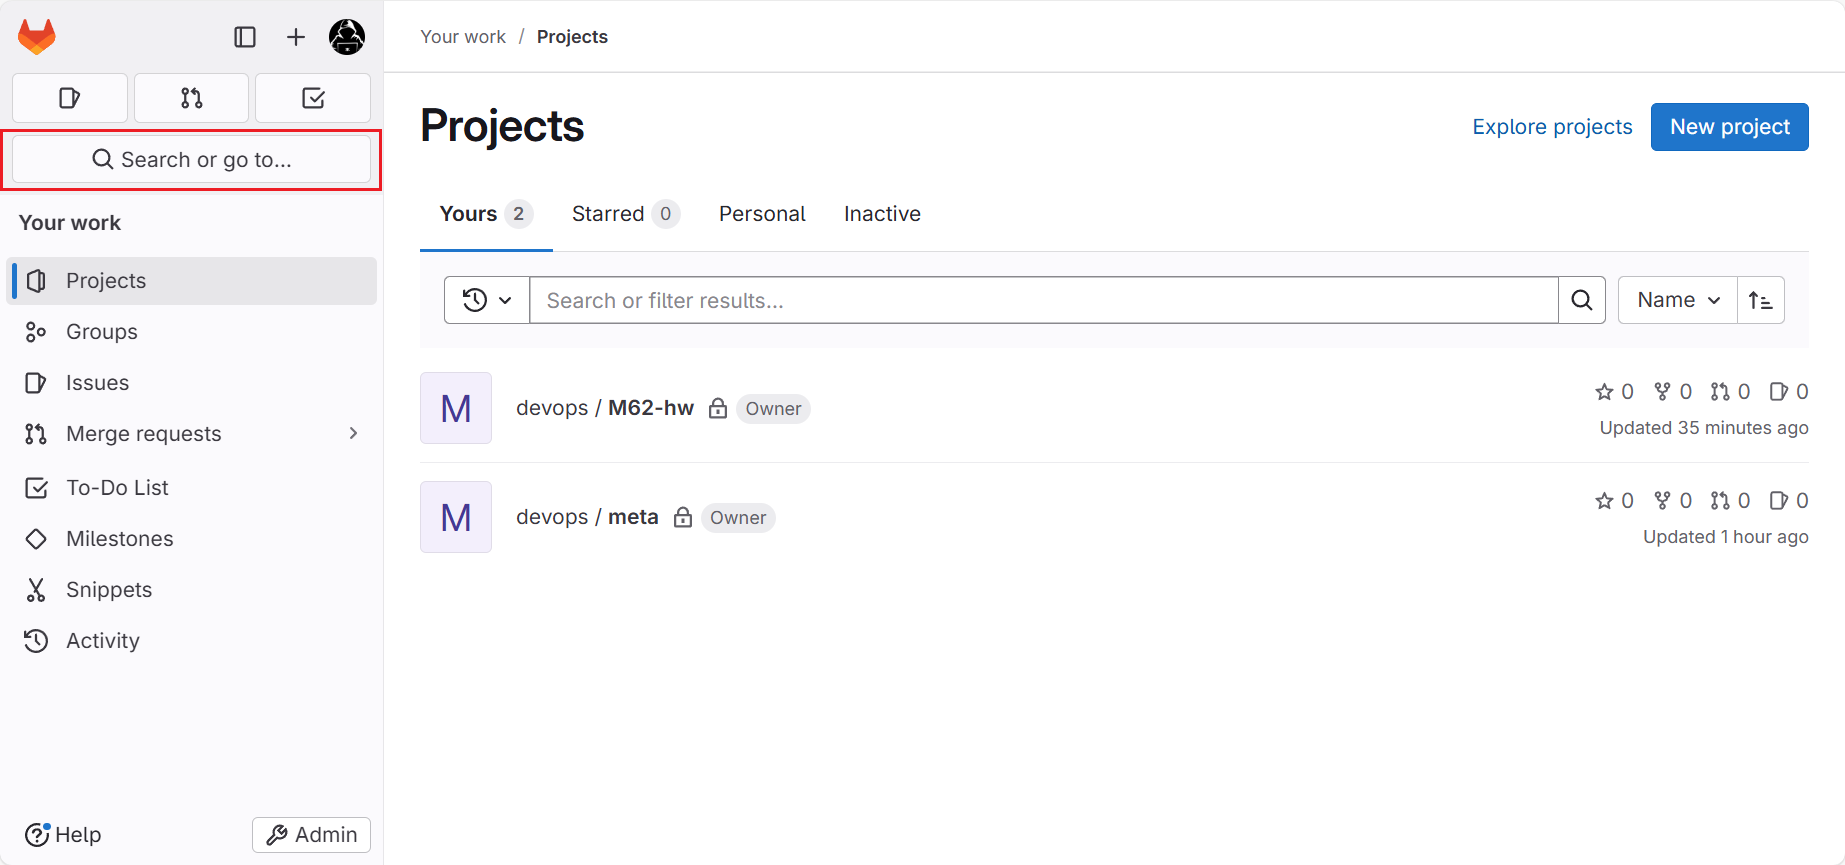 Search or go to...
Your work
Projects
Groups
Issues
Merge requests
To-Do List
Milestones
Snippets
Activity
Help
Admin
Your work / Projects
Projects
Explore projects
New project
Yours 2
Starred 0
Personal
Inactive
Search or filter results...
Name
M
devops / M62-hw
Owner
0 0 0 0
Updated 35 minutes ago
M
devops / meta
Owner
0 0 0 0
Updated 1 hour ago